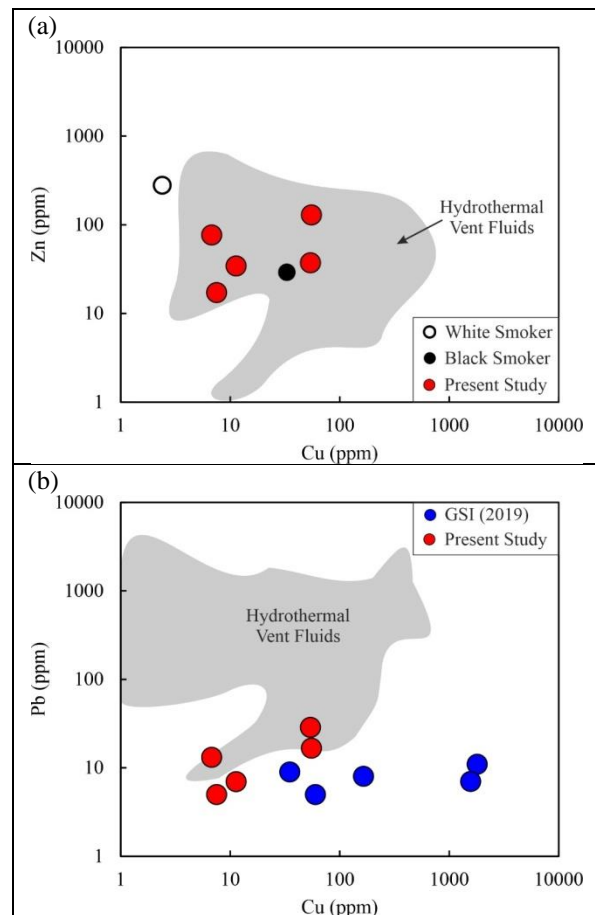 (a)
10000
1000
100
10
1
Zn (ppm)
Hydrothermal
Vent Fluids
White Smoker
Black Smoker
Present Study
1
10
100
1000
10000
Cu (ppm)
(b)
10000
1000
100
10
1
Pb (ppm)
GSI (2019)
Present Study
Hydrothermal
Vent Fluids
1
10
100
1000
10000
Cu (ppm)